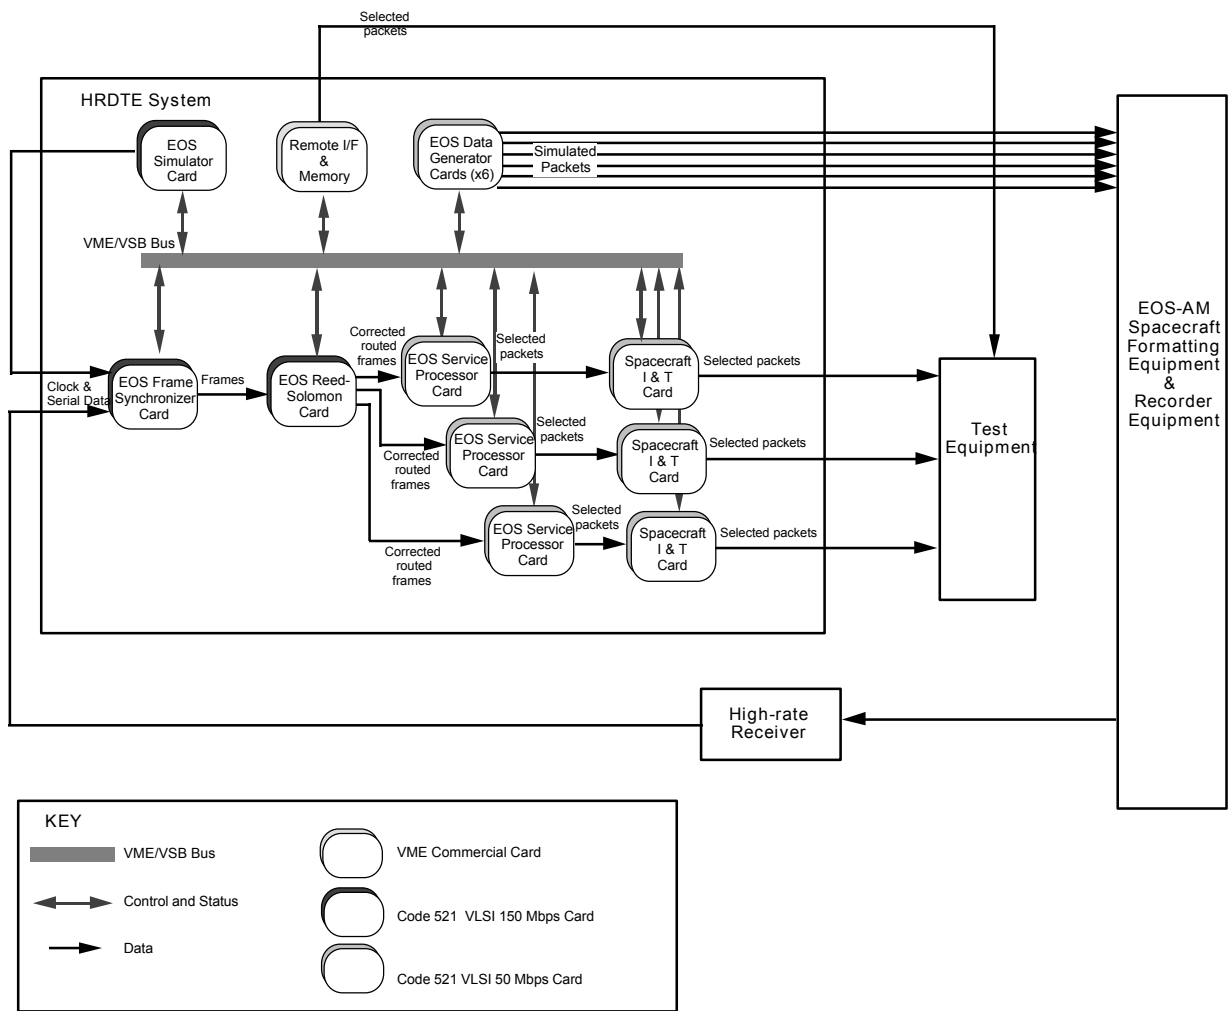 Selected
packets
HRDTE System
EOS
Simulator
Card
Remote I/F
&
Memory
EOS Data
Generator
Cards (x6)
Simulated
Packets
VME/VSB Bus
EOS-AM
Spacecraft
Formatting
Equipment
&
Recorder
Equipment
Clock &
Serial Data
EOS Frame
Synchronizer
Card
Frames
EOS Reed-
Solomon Card
Corrected
routed
frames
EOS Service
Processor
Card
Selected
packets
Spacecraft
I & T
Card
Selected packets
Corrected
routed
frames
EOS Service
Processor
Card
Selected
packets
Spacecraft
I & T
Card
Selected packets
Corrected
routed
frames
EOS Service
Processor
Card
Selected
packets
Spacecraft
I & T
Card
Selected packets
Test
Equipment
High-rate
Receiver
KEY
VME/VSB Bus
Control and Status
Data
VME Commercial Card
Code 521 VLSI 150 Mbps Card
Code 521 VLSI 50 Mbps Card